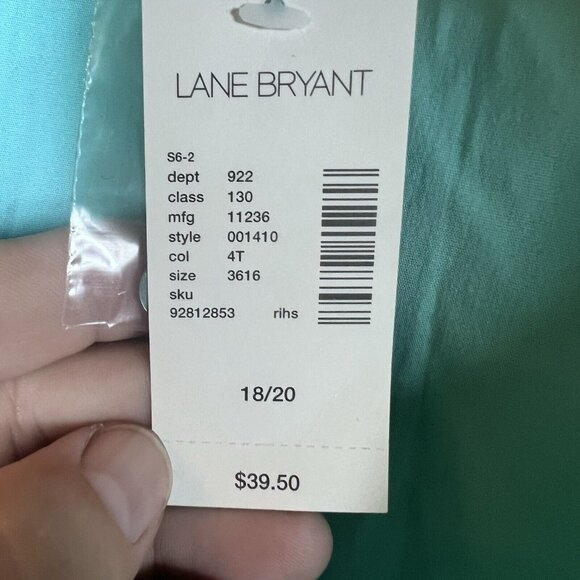 LANE BRYANT
S6-2
dept 922
class 130
mfg 11236
style 001410
col 4T
size 3616
sku
92812853 rihs
18/20
$39.50